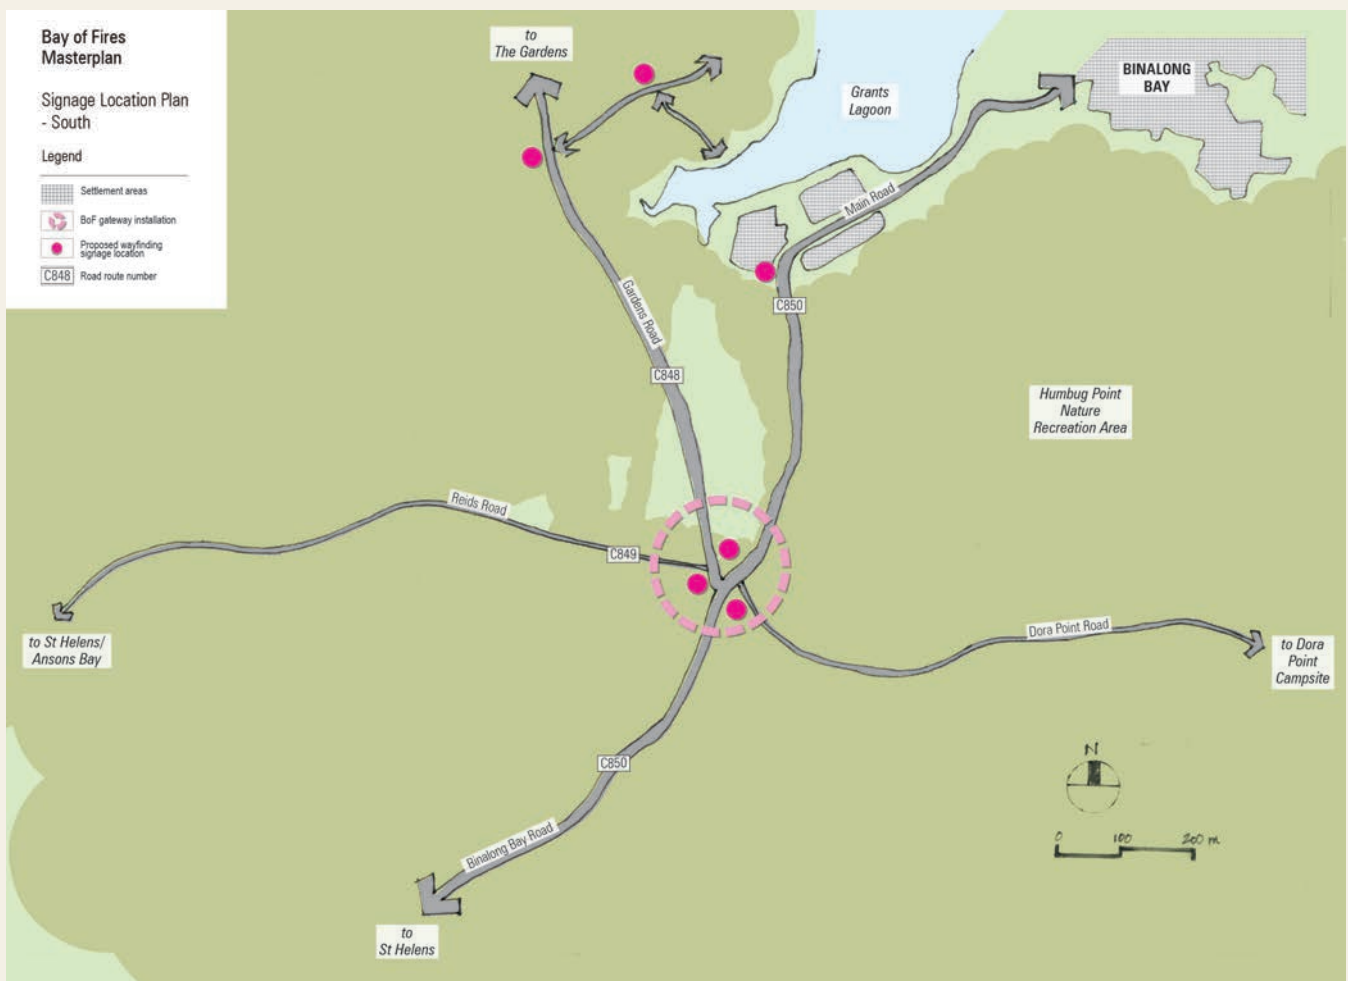 Bay of Fires
Masterplan
Signage Location Plan
- South
Legend
Settlement areas
BoF gateway installation
Proposed wayfinding
signage location
C848
Road route number
to
The Gardens
Grants
Lagoon
BINALONG
BAY
Main Road
C850
Gardens Road
C848
Humbug Point
Nature
Recreation Area
Reids Road
C849
to St Helens/
Ansons Bay
Dora Point Road
to Dora
Point
Campsite
C850
Binalong Bay Road
to
St Helens
N
0 100 200 m